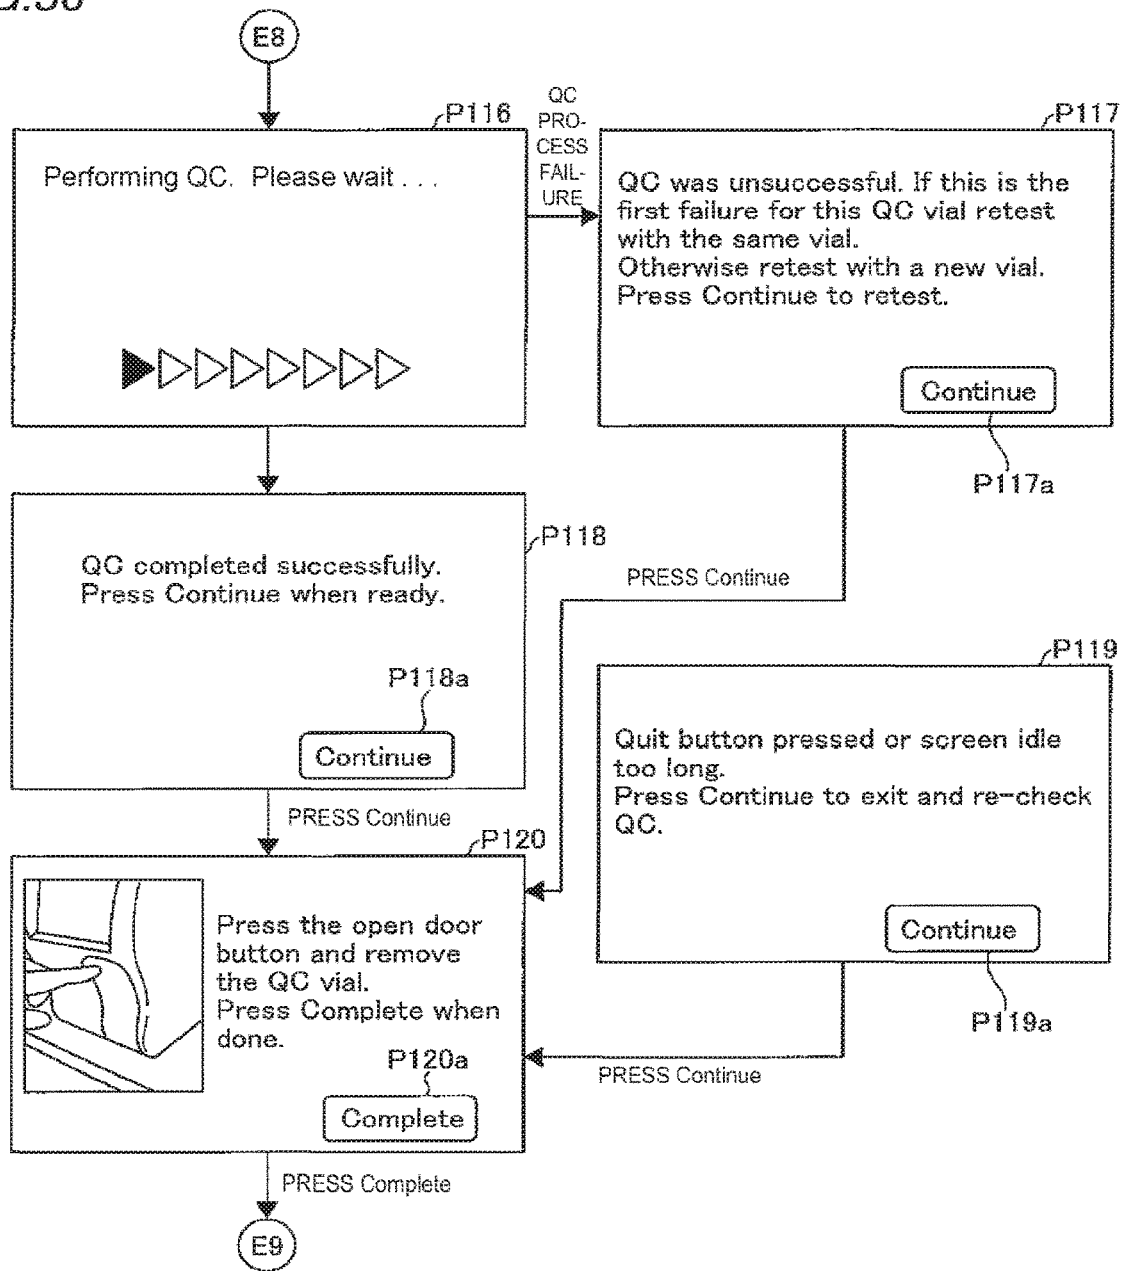 E8
P116
Performing QC. Please wait . . .
QC
PRO-
CESS
FAIL-
URE
P117
QC was unsuccessful. If this is the
first failure for this QC vial retest
with the same vial.
Otherwise retest with a new vial.
Press Continue to retest.
Continue
P117a
P118
QC completed successfully.
Press Continue when ready.
P118a
Continue
PRESS Continue
PRESS Continue
P119
Quit button pressed or screen idle
too long.
Press Continue to exit and re-check
QC.
Continue
P119a
PRESS Continue
P120
Press the open door
button and remove
the QC vial.
Press Complete when
done.
P120a
Complete
PRESS Complete
E9